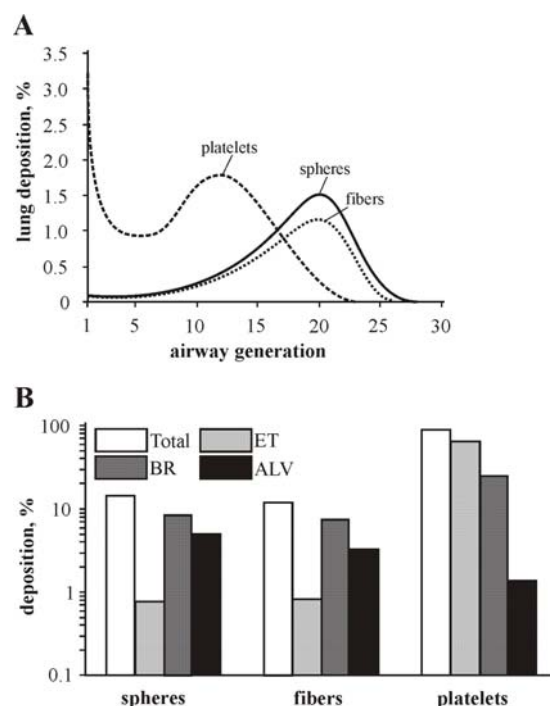 A
3.5
3.0
2.5
2.0
1.5
1.0
0.5
0
lung deposition, %
platelets
spheres
fibers
1 5 10 15 20 25 30
airway generation
B
100
10
1
0.1
deposition, %
Total ET
BR ALV
spheres fibers platelets